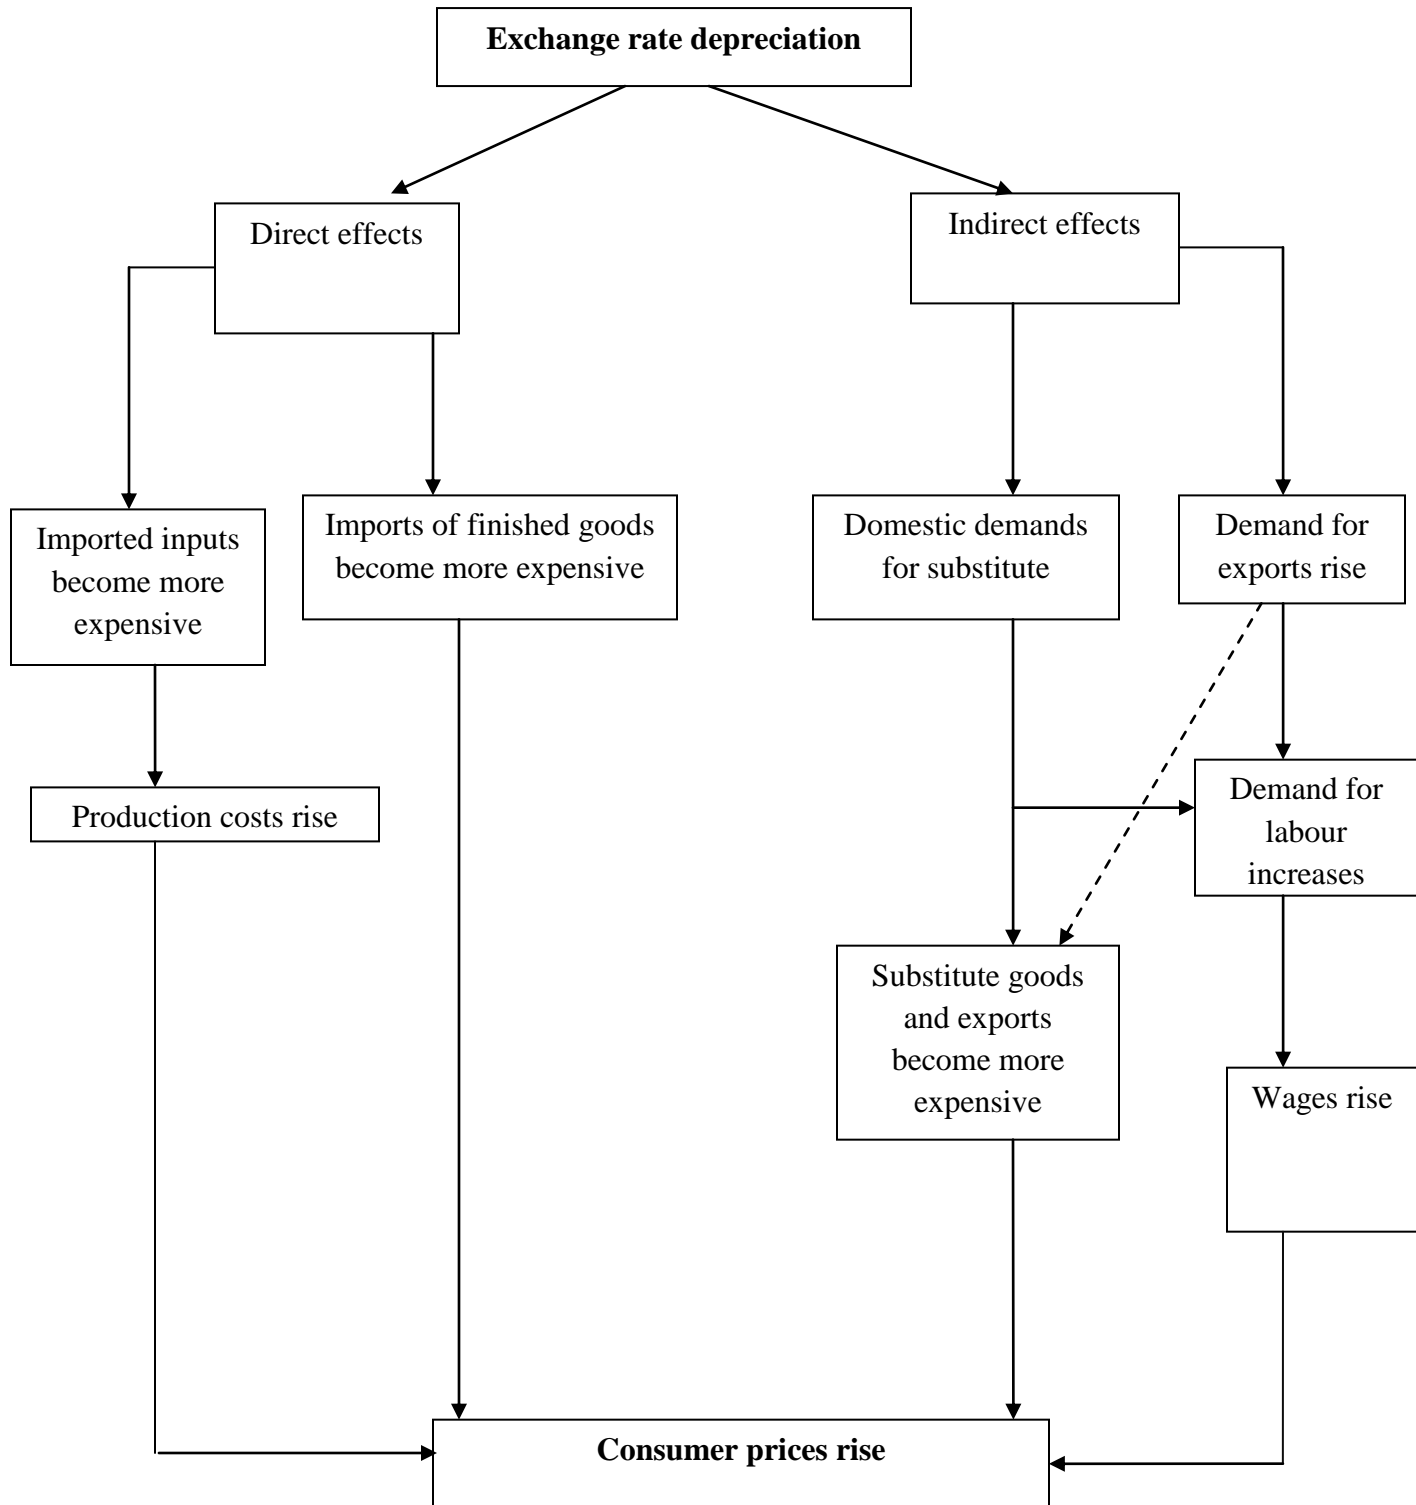 Exchange rate depreciation
Direct effects
Indirect effects
Imported inputs
become more
expensive
Imports of finished goods
become more expensive
Domestic demands
for substitute
Demand for
exports rise
Production costs rise
Demand for
labour
increases
Substitute goods
and exports
become more
expensive
Wages rise
Consumer prices rise